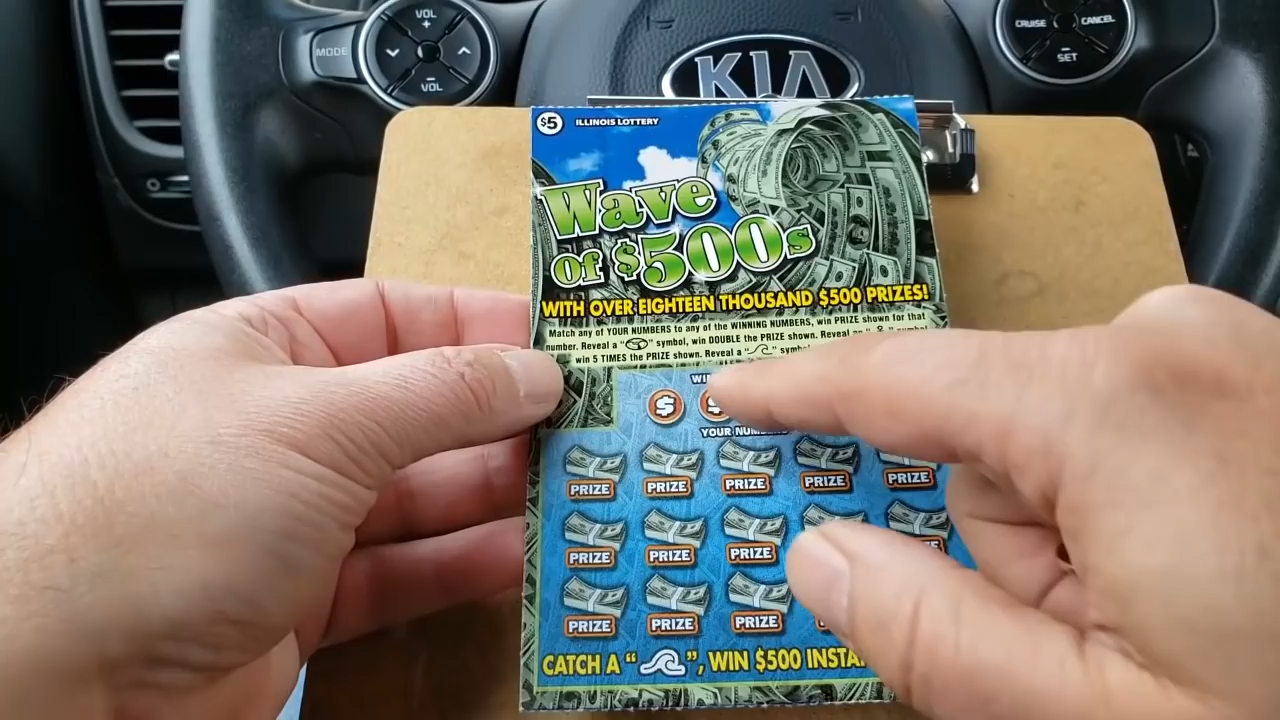 VOL
+
MODE
-
VOL
CRUISE
CANCEL
-
SET
KIA
$5 ILLINOIS LOTTERY
Wave
of $500s
WITH OVER EIGHTEEN THOUSAND $500 PRIZES!
Match any of YOUR NUMBERS to any of the WINNING NUMBERS, win PRIZE shown for that
number. Reveal a " " symbol, win DOUBLE the PRIZE shown. Reveal an " " symbol
win 5 TIMES the PRIZE shown. Reveal a " "
$ $
YOUR
PRIZE PRIZE PRIZE PRIZE PRIZE
PRIZE PRIZE PRIZE
PRIZE PRIZE PRIZE
CATCH A " ", WIN $500